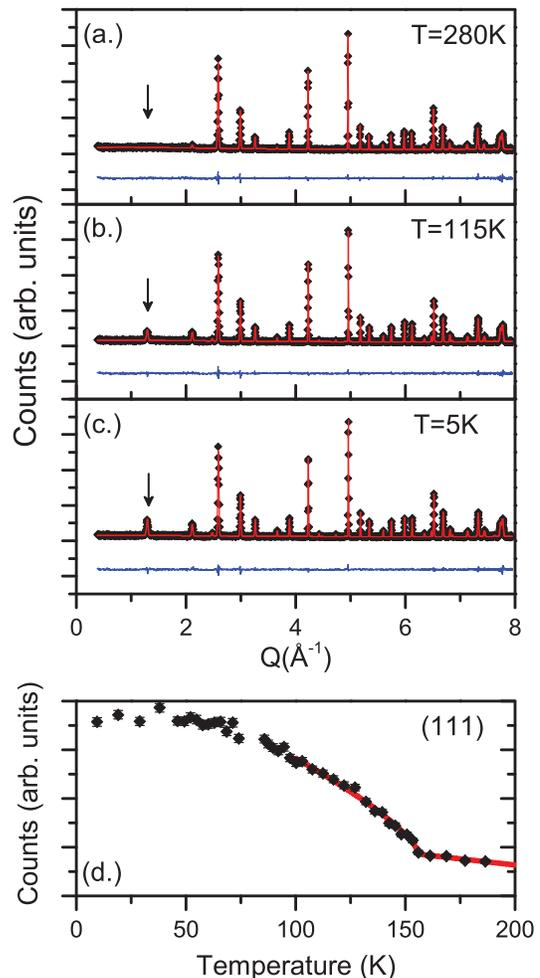 (a.)
T=280K
(b.)
T=115K
(c.)
T=5K
Counts (arb. units)
0 2 4 6 8
Q(Å⁻¹)
(111)
Counts (arb. units)
(d.)
0 50 100 150 200
Temperature (K)